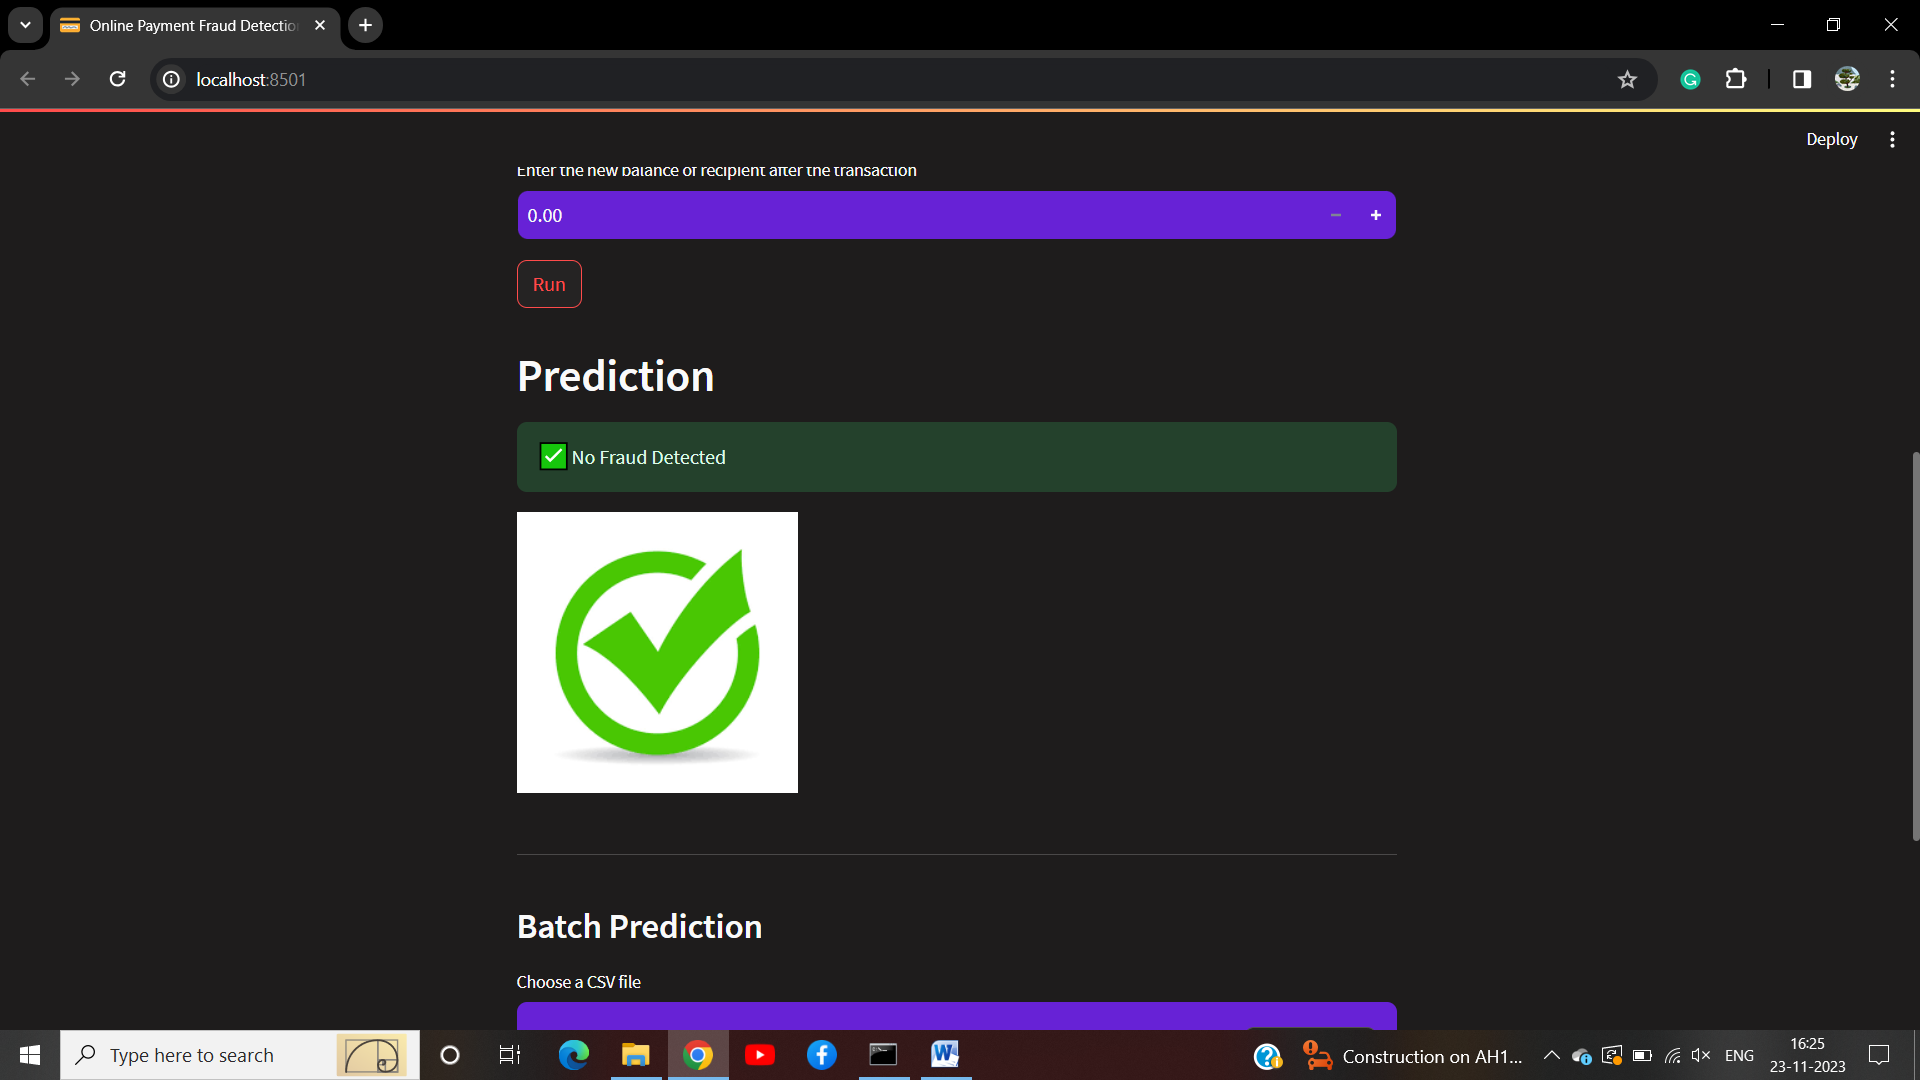 Online Payment Fraud Detectio
localhost:8501
Deploy
Enter the new balance of recipient after the transaction
0.00
Run
Prediction
No Fraud Detected
Batch Prediction
Choose a CSV file
Type here to search
Construction on AH1...
ENG
16:25
23-11-2023